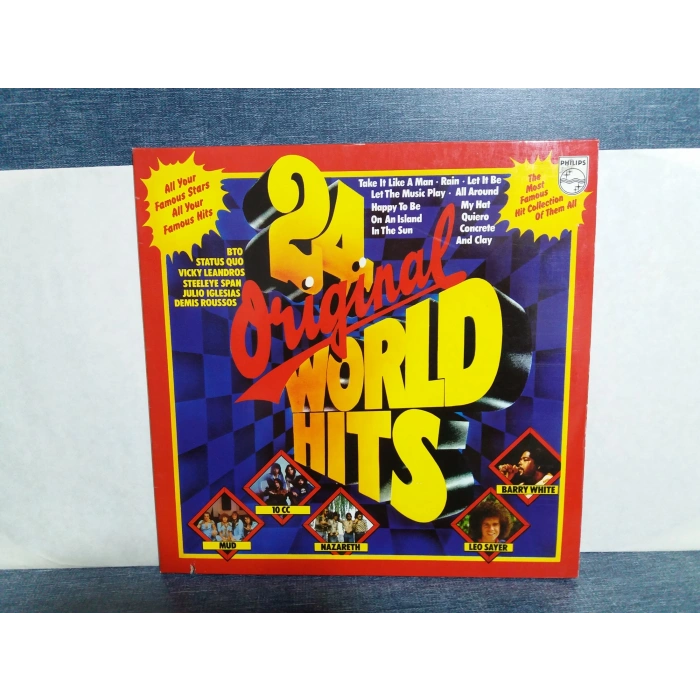 All Your
Famous Stars
All Your
Famous Hits
24
Original
WORLD
HITS
Take It Like A Man · Rain · Let It Be
Let The Music Play · All Around
Happy To Be
On An Island
In The Sun
My Hat
Quiero
Concrete
And Clay
PHILIPS
The
Most
Famous
Hit Collection
Of Them All
BTO
STATUS QUO
VICKY LEANDROS
STEELEYE SPAN
JULIO IGLESIAS
DEMIS ROUSSOS
BARRY WHITE
10 CC
MUD
NAZARETH
LEO SAYER